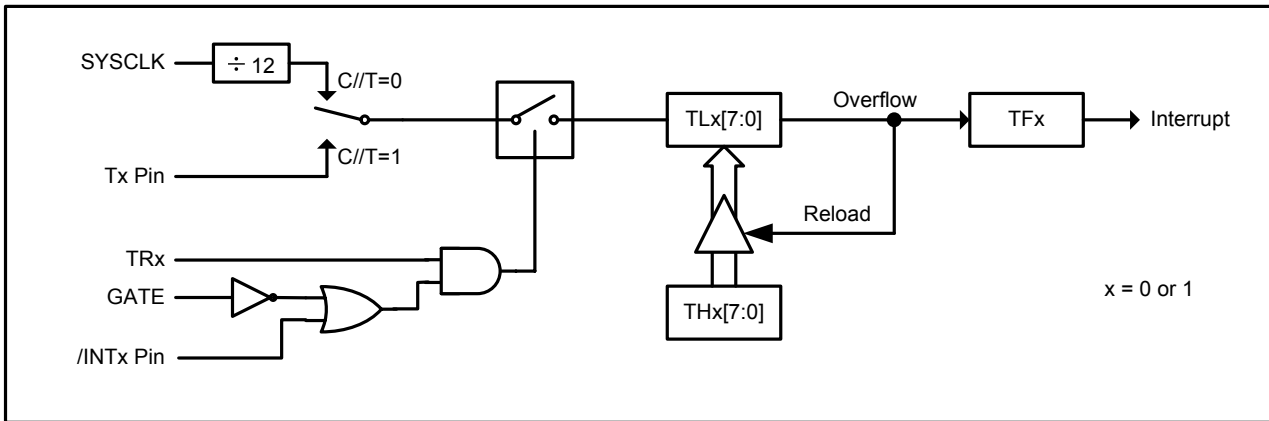 SYSCLK
÷ 12
C//T=0
C//T=1
Tx Pin
TRx
GATE
/INTx Pin
TLx[7:0]
Overflow
TFx
Interrupt
Reload
THx[7:0]
x = 0 or 1